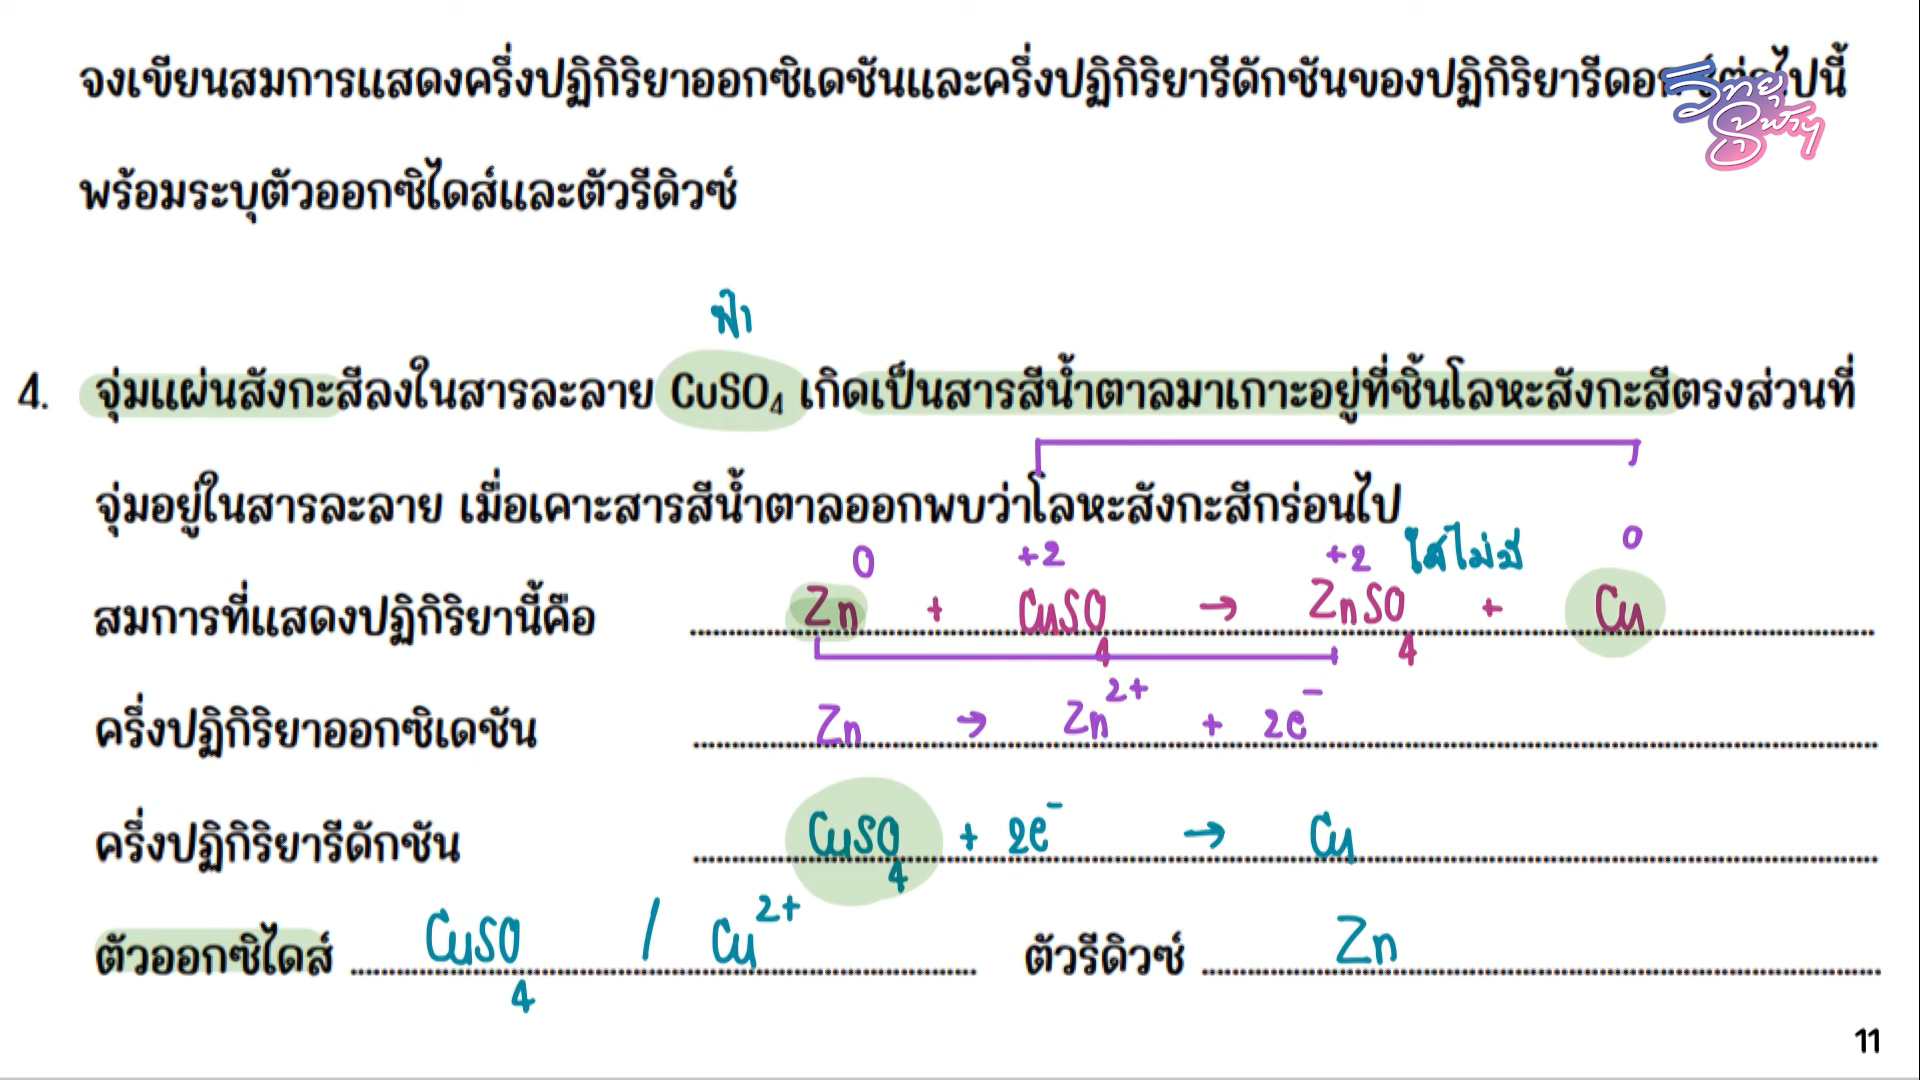 จงเขียนสมการแสดงครึ่งปฏิกิริยาออกซิเดชันและครึ่งปฏิกิริยารีดักชันของปฏิกิริยารีดอกซ์ต่อไปนี้
วิทยุ
จุฬาฯ
พร้อมระบุตัวออกซิไดส์และตัวรีดิวซ์
ฟ้า
4. จุ่มแผ่นสังกะสีลงในสารละลาย CuSO₄ เกิดเป็นสารสีน้ำตาลมาเกาะอยู่ที่ชิ้นโลหะสังกะสีตรงส่วนที่
จุ่มอยู่ในสารละลาย เมื่อเคาะสารสีน้ำตาลออกพบว่าโลหะสังกะสีกร่อนไป
0 +2 +2 ใสไม่มี 0
สมการที่แสดงปฏิกิริยานี้คือ Zn + CuSO₄ → ZnSO₄ + Cu
ครึ่งปฏิกิริยาออกซิเดชัน Zn → Zn²⁺ + 2e⁻
ครึ่งปฏิกิริยารีดักชัน CuSO₄ + 2e⁻ → Cu
ตัวออกซิไดส์ CuSO₄ / Cu²⁺ ตัวรีดิวซ์ Zn
11